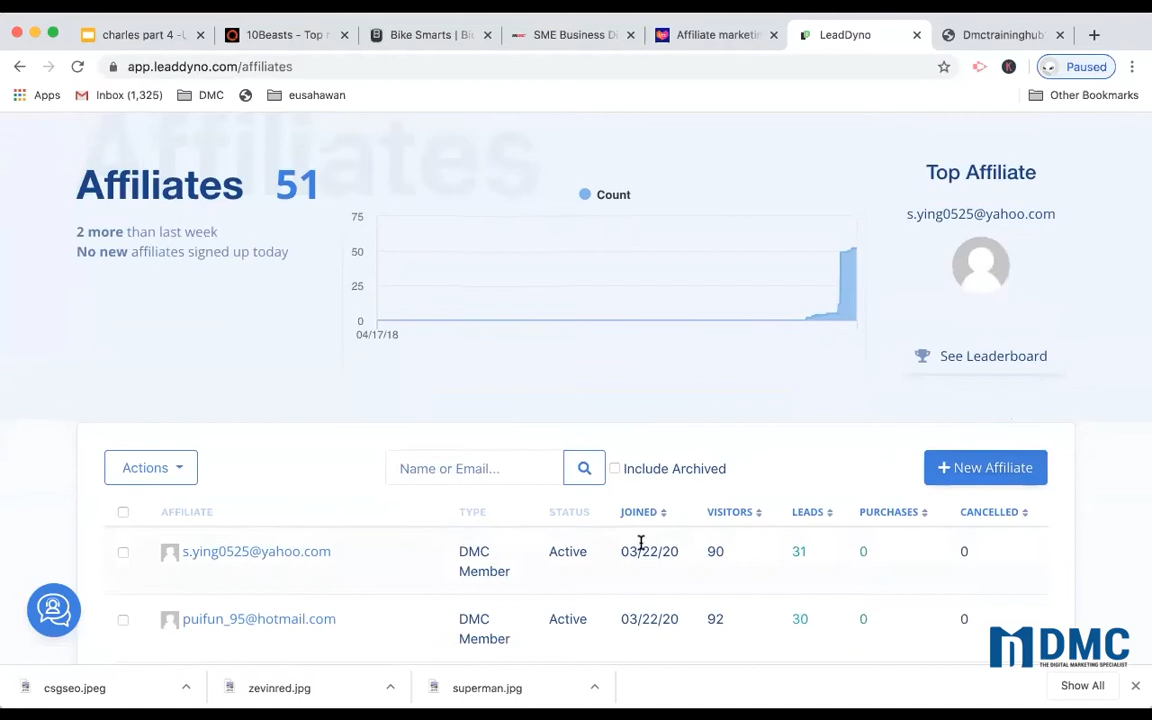 charles part 4 -
10Beasts - Top
Bike Smarts |
SME Business
Affiliate marketin
LeadDyno
Dmctraininghub
app.leaddyno.com/affiliates
Paused
Apps
Inbox (1,325)
DMC
eusahawan
Other Bookmarks
Affiliates
Affiliates 51
2 more than last week
No new affiliates signed up today
Count
75
50
25
0
04/17/18
Top Affiliate
s.ying0525@yahoo.com
See Leaderboard
Actions
Name or Email...
Include Archived
+ New Affiliate
AFFILIATE TYPE STATUS JOINED VISITORS LEADS PURCHASES CANCELLED
s.ying0525@yahoo.com DMC Member Active 03/22/20 90 31 0 0
puifun_95@hotmail.com DMC Member Active 03/22/20 92 30 0 0
DMC
THE DIGITAL MARKETING SPECIALIST
csgseo.jpeg
zevinred.jpg
superman.jpg
Show All